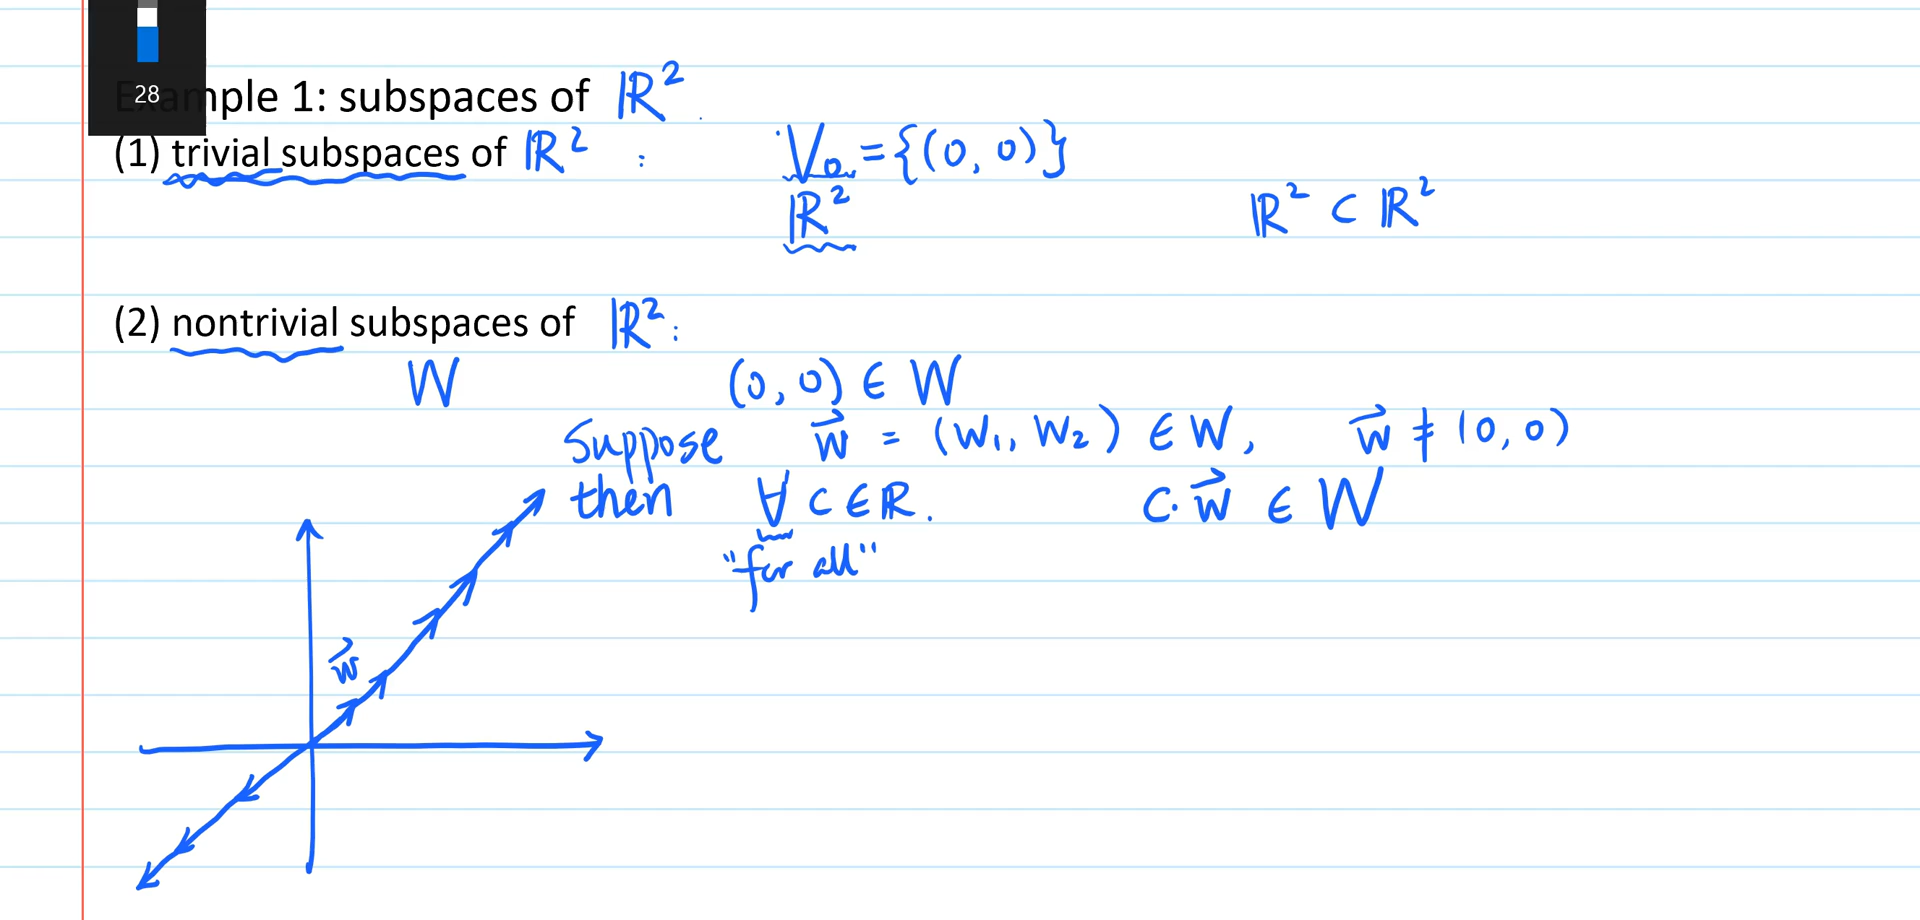 28
Example 1: subspaces of ℝ²
(1) trivial subspaces of ℝ² : V₀ = {(0, 0)}
ℝ² ℝ² ⊂ ℝ²
(2) nontrivial subspaces of ℝ² :
W (0, 0) ∈ W
Suppose w⃗ = (w₁, w₂) ∈ W, w⃗ ≠ (0, 0)
then ∀ c ∈ ℝ. c·w⃗ ∈ W
"for all"
w⃗